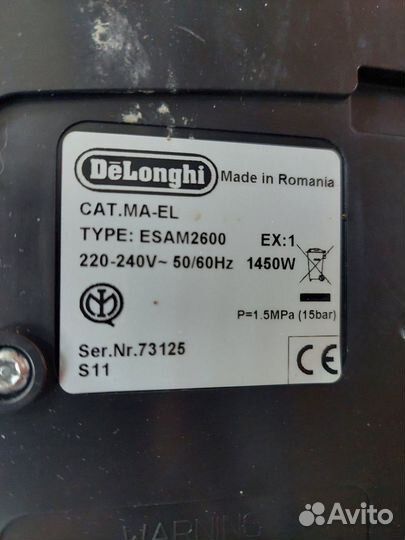 DēLonghi Made in Romania
CAT.MA-EL
TYPE: ESAM2600 EX:1
220-240V~ 50/60Hz 1450W
P=1.5MPa (15bar)
Ser.Nr.73125
S11
CE
WARNING
Avito